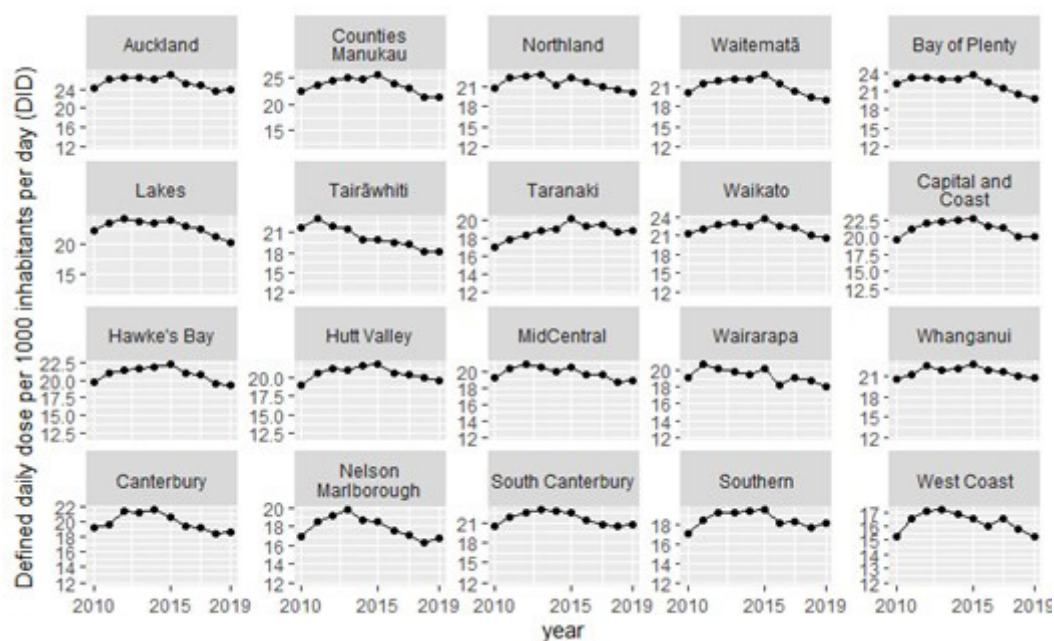 Defined daily dose per 1000 inhabitants per day (DID)
Auckland
24
20
16
12
Counties
Manukau
25
20
15
Northland
21
18
15
12
Waitematā
21
18
15
12
Bay of Plenty
24
21
18
15
12
Lakes
20
15
Tairāwhiti
21
18
15
12
Taranaki
20
18
16
14
12
Waikato
24
21
18
15
12
Capital and
Coast
22.5
20.0
17.5
15.0
12.5
Hawke's Bay
22.5
20.0
17.5
15.0
12.5
Hutt Valley
20.0
17.5
15.0
12.5
MidCentral
20
18
16
14
12
Wairarapa
20
18
16
14
12
Whanganui
21
18
15
12
Canterbury
22
20
18
16
14
12
Nelson
Marlborough
20
18
16
14
12
South Canterbury
21
18
15
12
Southern
18
16
14
12
West Coast
17
16
15
14
13
12
2010 2015 2019
2010 2015 2019
2010 2015 2019
2010 2015 2019
2010 2015 2019
year